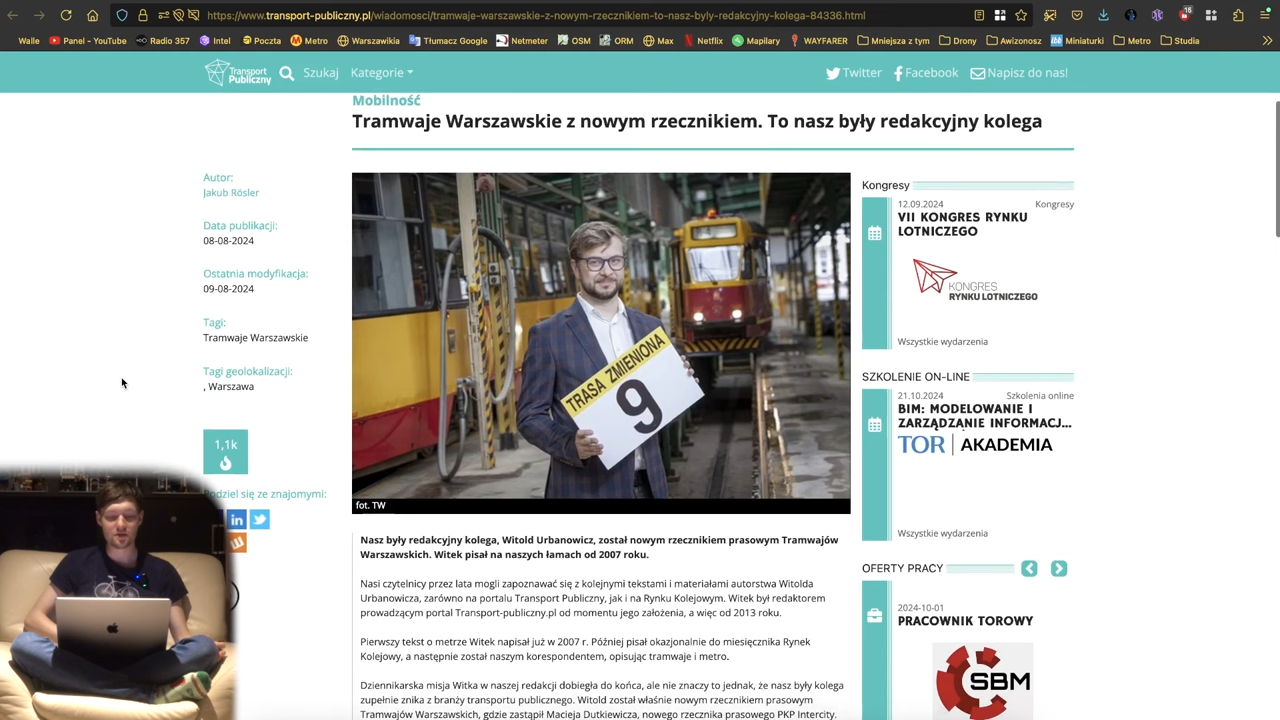 https://www.transport-publiczny.pl/wiadomosci/tramwaje-warszawskie-z-nowym-rzecznikiem-to-nasz-byly-redakcyjny-kolega-84336.html
15
Walle Panel - YouTube Radio 357 Intel Poczta Metro Warszawikia Tłumacz Google Netmeter OSM ORM Max Netflix Mapilary WAYFARER Mniejsza z tym Drony Awizonosz Miniaturki Metro Studia
Transport Publiczny Szukaj Kategorie Twitter Facebook Napisz do nas!
Mobilność
Tramwaje Warszawskie z nowym rzecznikiem. To nasz były redakcyjny kolega
Autor:
Jakub Rösler
Data publikacji:
08-08-2024
Ostatnia modyfikacja:
09-08-2024
Tagi:
Tramwaje Warszawskie
Tagi geolokalizacji:
, Warszawa
1,1k
odziel się ze znajomymi:
TRASA ZMIENIONA
9
fot. TW
Nasz były redakcyjny kolega, Witold Urbanowicz, został nowym rzecznikiem prasowym Tramwajów
Warszawskich. Witek pisał na naszych łamach od 2007 roku.
Nasi czytelnicy przez lata mogli zapoznawać się z kolejnymi tekstami i materiałami autorstwa Witolda
Urbanowicza, zarówno na portalu Transport Publiczny, jak i na Rynku Kolejowym. Witek był redaktorem
prowadzącym portal Transport-publiczny.pl od momentu jego założenia, a więc od 2013 roku.
Pierwszy tekst o metrze Witek napisał już w 2007 r. Później pisał okazjonalnie do miesięcznika Rynek
Kolejowy, a następnie został naszym korespondentem, opisując tramwaje i metro.
Dziennikarska misja Witka w naszej redakcji dobiegła do końca, ale nie znaczy to jednak, że nasz były kolega
zupełnie znika z branży transportu publicznego. Witold został właśnie nowym rzecznikiem prasowym
Tramwajów Warszawskich, gdzie zastąpił Macieja Dutkiewicza, nowego rzecznika prasowego PKP Intercity.
Kongresy
12.09.2024 Kongresy
VII KONGRES RYNKU
LOTNICZEGO
KONGRES
RYNKU LOTNICZEGO
Wszystkie wydarzenia
SZKOLENIE ON-LINE
21.10.2024 Szkolenia online
BIM: MODELOWANIE I
ZARZĄDZANIE INFORMACJ...
TOR | AKADEMIA
Wszystkie wydarzenia
OFERTY PRACY
2024-10-01
PRACOWNIK TOROWY
SBM